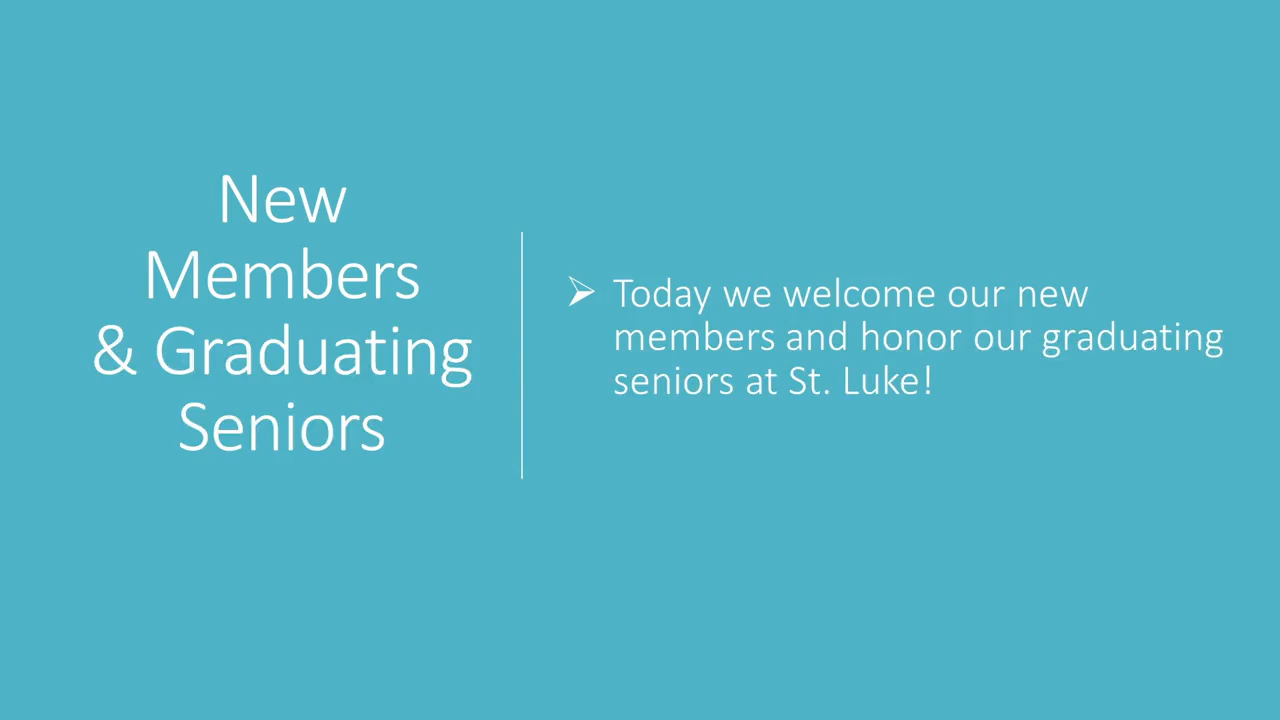 New
Members
& Graduating
Seniors
➢ Today we welcome our new
members and honor our graduating
seniors at St. Luke!